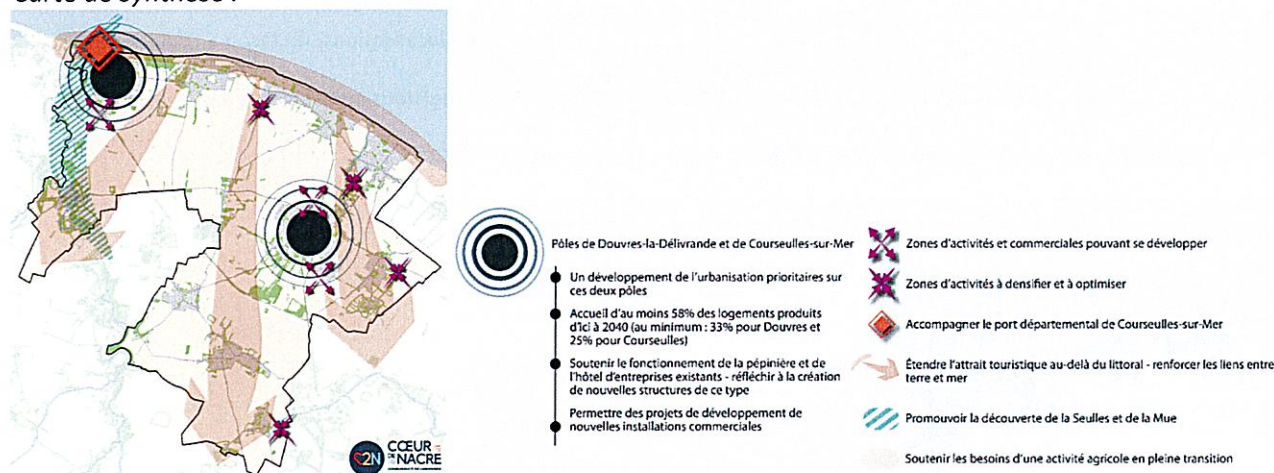 Carte de synthèse :
CŒUR
DE NACRE
C2N
Pôles de Douvres-la-Délivrande et de Courseulles-sur-Mer
Un développement de l'urbanisation prioritaires sur
ces deux pôles
Accueil d'au moins 58% des logements produits
d'ici à 2040 (au minimum : 33% pour Douvres et
25% pour Courseulles)
Soutenir le fonctionnement de la pépinière et de
l'hôtel d'entreprises existants - réfléchir à la création
de nouvelles structures de ce type
Permettre des projets de développement de
nouvelles installations commerciales
Zones d'activités et commerciales pouvant se développer
Zones d'activités à densifier et à optimiser
Accompagner le port départemental de Courseulles-sur-Mer
Étendre l'attrait touristique au-delà du littoral - renforcer les liens entre
terre et mer
Promouvoir la découverte de la Seulles et de la Mue
Soutenir les besoins d'une activité agricole en pleine transition